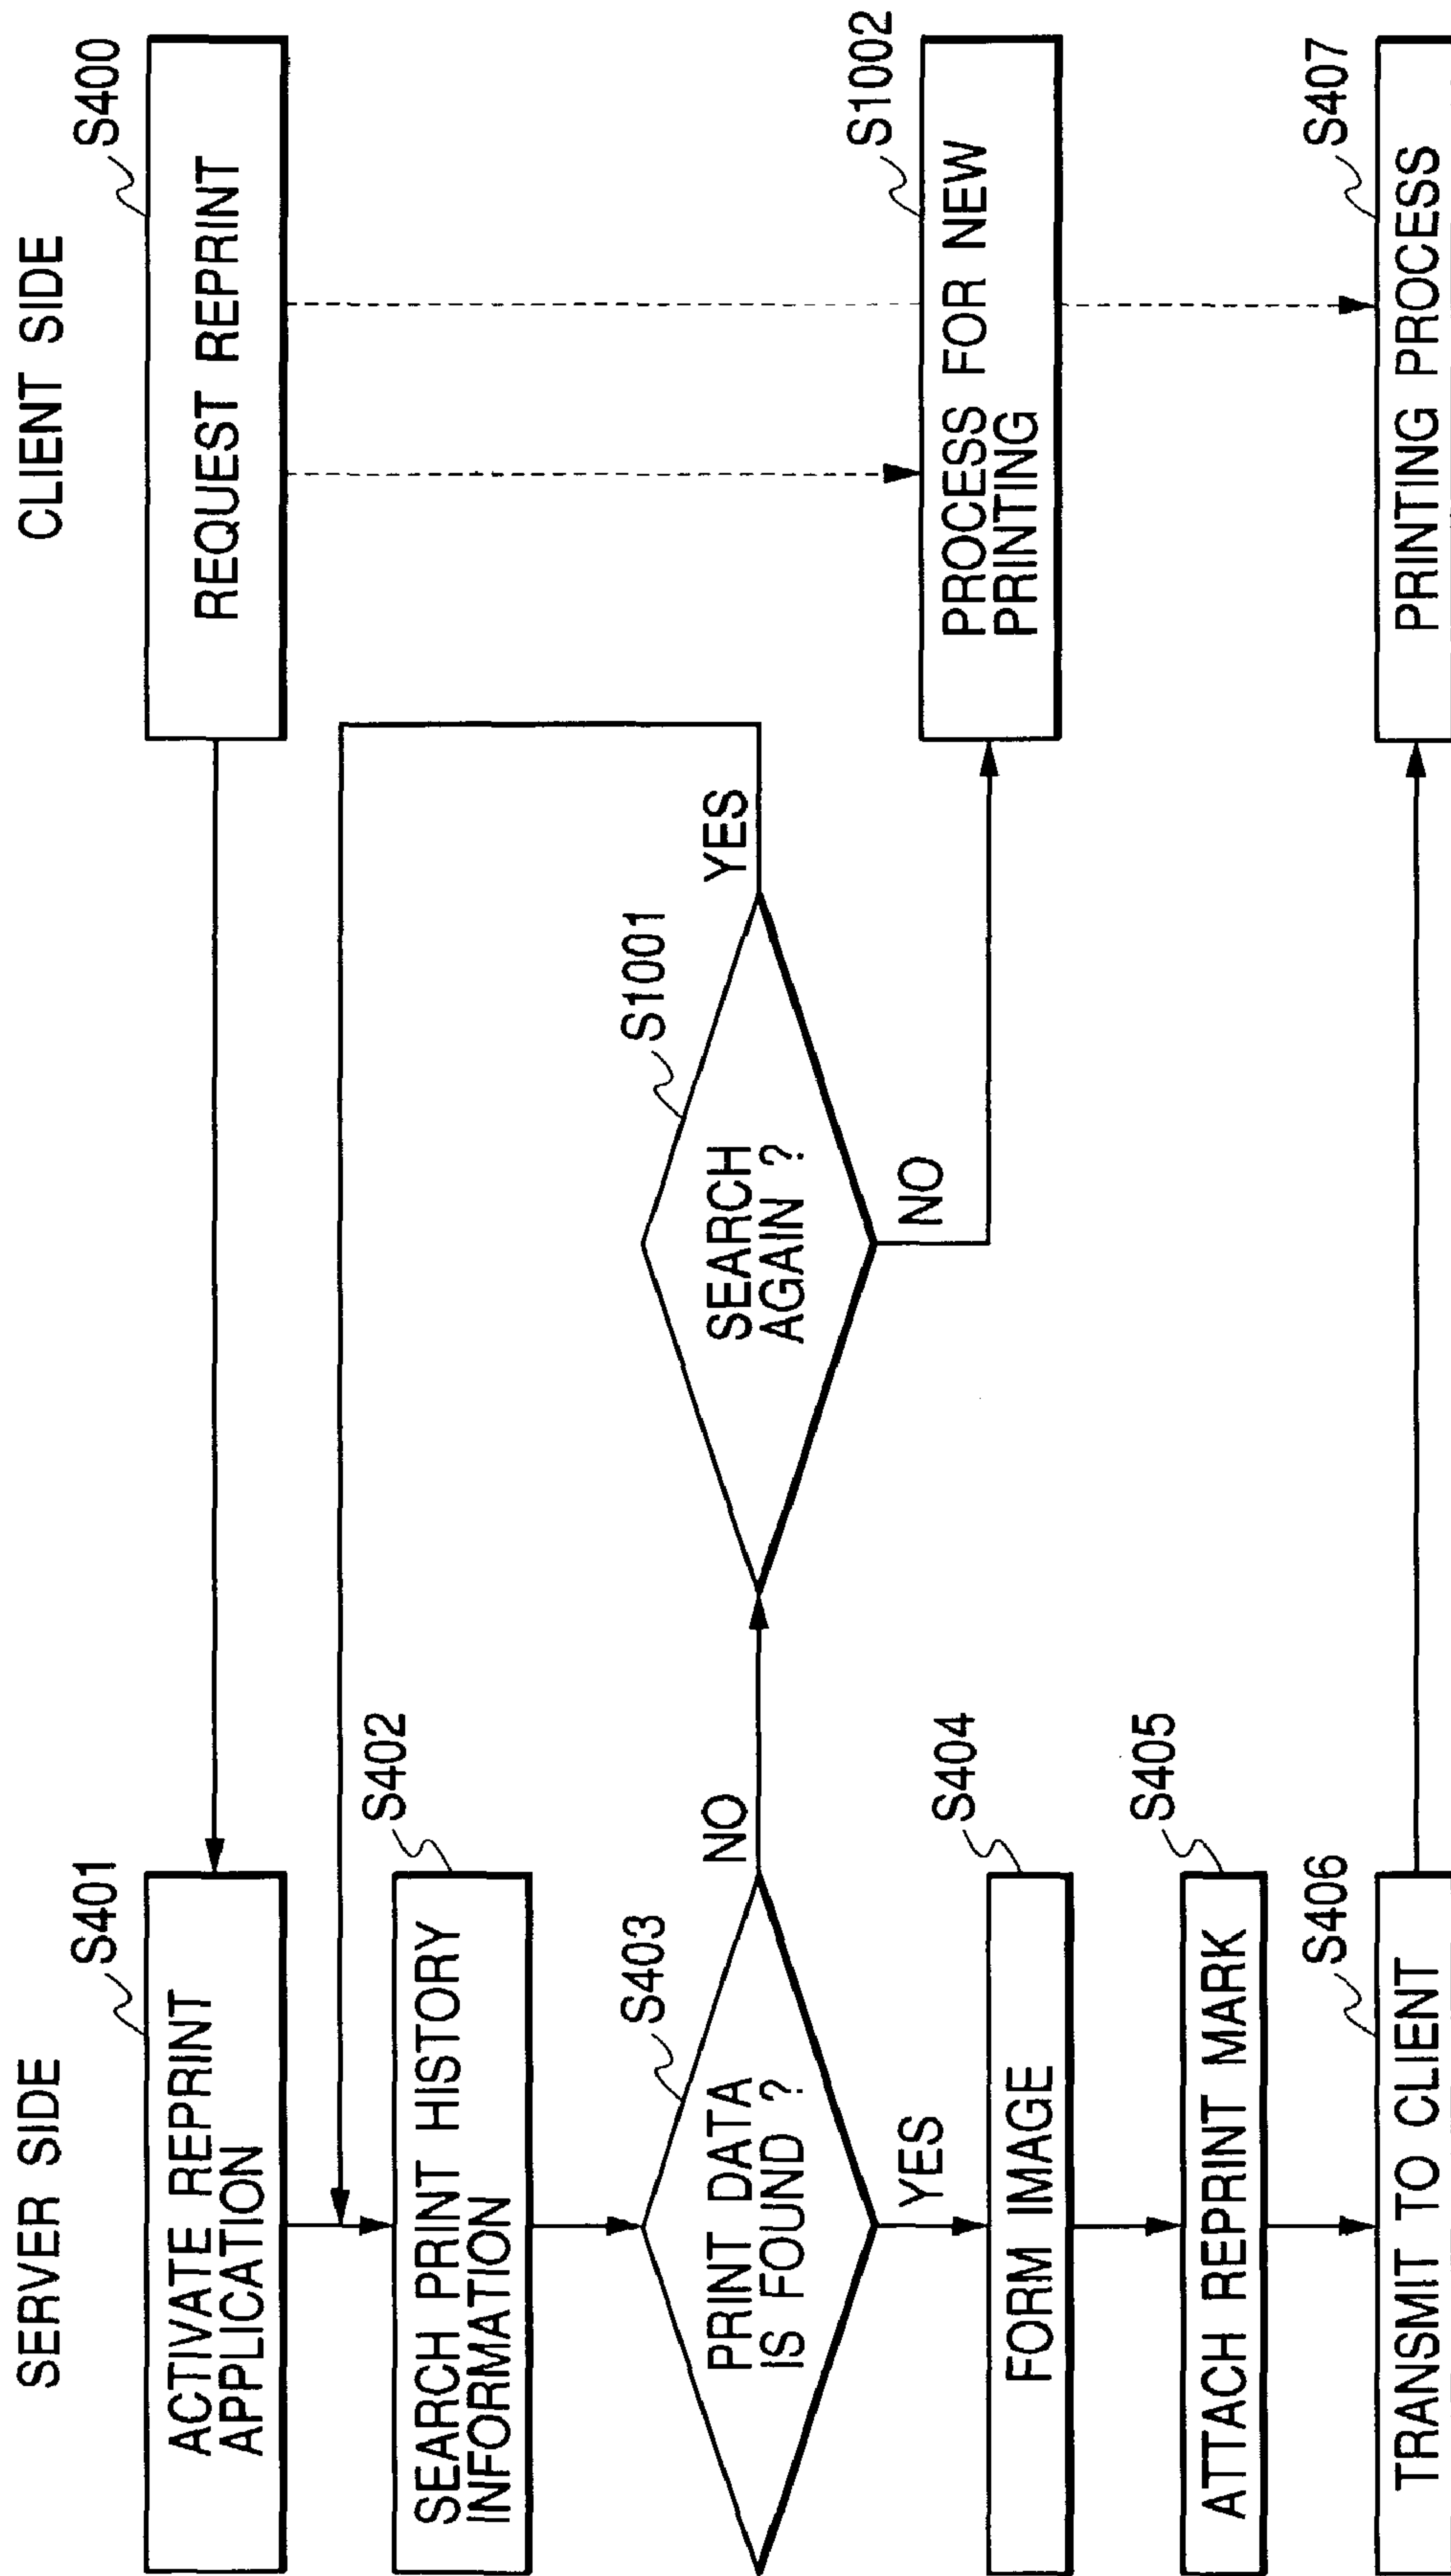 SERVER SIDE
CLIENT SIDE
S401
ACTIVATE REPRINT
APPLICATION
S400
REQUEST REPRINT
S402
SEARCH PRINT HISTORY
INFORMATION
S403
PRINT DATA
IS FOUND ?
NO
YES
S1001
SEARCH
AGAIN ?
YES
NO
S1002
PROCESS FOR NEW
PRINTING
S404
FORM IMAGE
S405
ATTACH REPRINT MARK
S406
TRANSMIT TO CLIENT
S407
PRINTING PROCESS